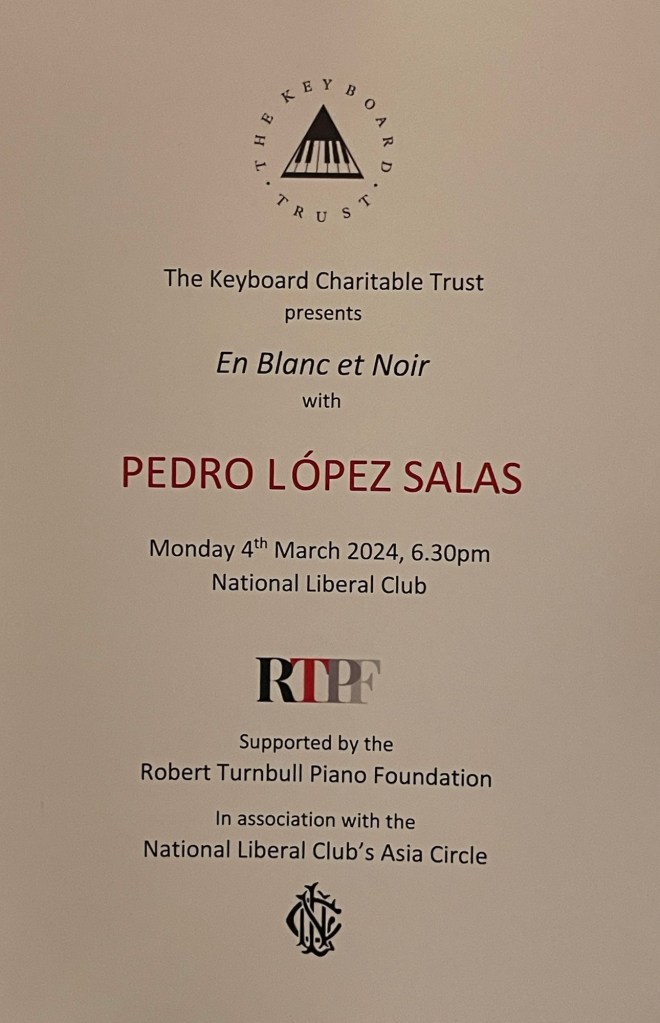 THE KEYBOARD TRUST
The Keyboard Charitable Trust
presents
En Blanc et Noir
with
PEDRO LÓPEZ SALAS
Monday 4th March 2024, 6.30pm
National Liberal Club
RTPF
Supported by the
Robert Turnbull Piano Foundation
In association with the
National Liberal Club's Asia Circle
NLC